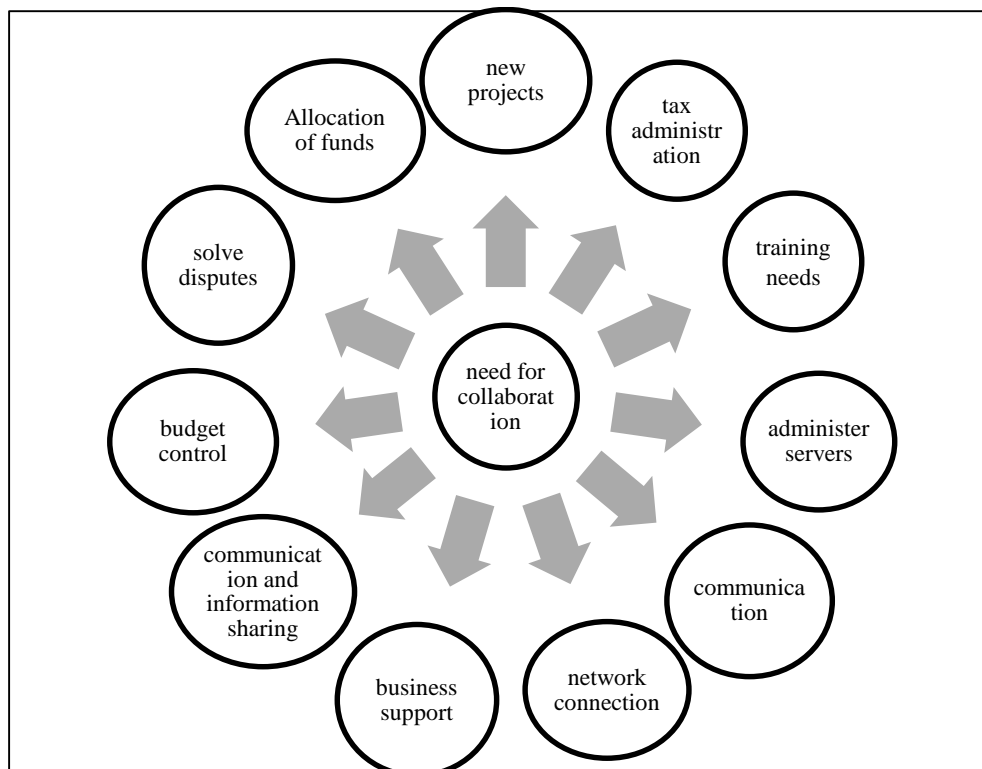 new
projects
tax
administr
ation
training
needs
administer
servers
communica
tion
network
connection
business
support
communicat
ion and
information
sharing
budget
control
solve
disputes
Allocation
of funds
need for
collaborat
ion